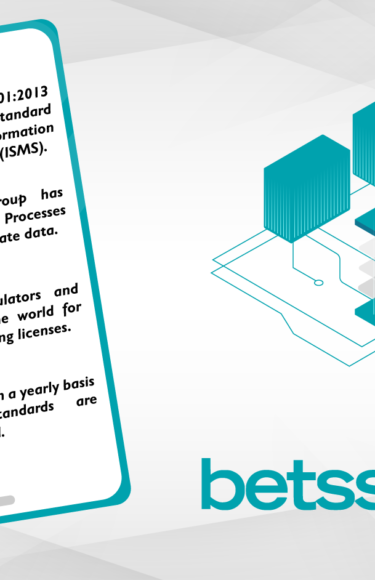 01:2013
tandard
ormation
(ISMS).
roup has
Processes
ate data.
ulators and
e world for
ng licenses.
n a yearly basis
tandards are
.
betss